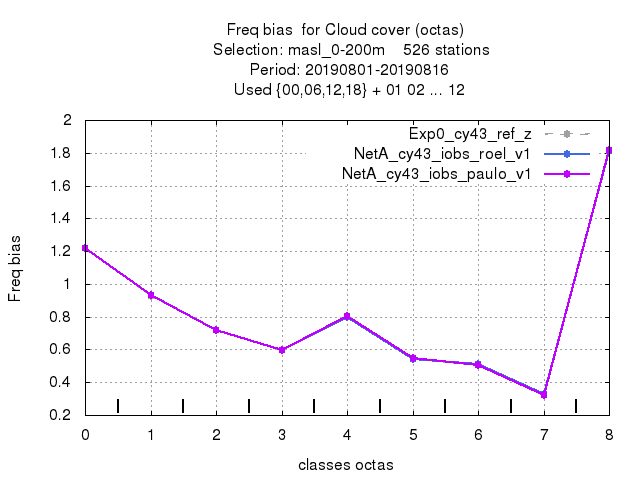 Freq bias  for Cloud cover (octas)
Selection: masl_0-200m    526 stations
Period: 20190801-20190816
Used {00,06,12,18} + 01 02 ... 12
Exp0_cy43_ref_z
NetA_cy43_iobs_roel_v1
NetA_cy43_iobs_paulo_v1
2
1.8
1.6
1.4
1.2
1
0.8
0.6
0.4
0.2
Freq bias
0 1 2 3 4 5 6 7 8
classes octas